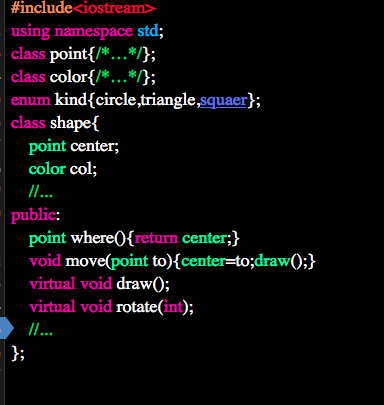 #include<iostream>
using namespace std;
class point{/*...*/};
class color{/*...*/};
enum kind{circle,triangle,squaer};
class shape{
point center;
color col;
//...
public:
point where(){return center;}
void move(point to){center=to;draw();}
virtual void draw();
virtual void rotate(int);
//...
};